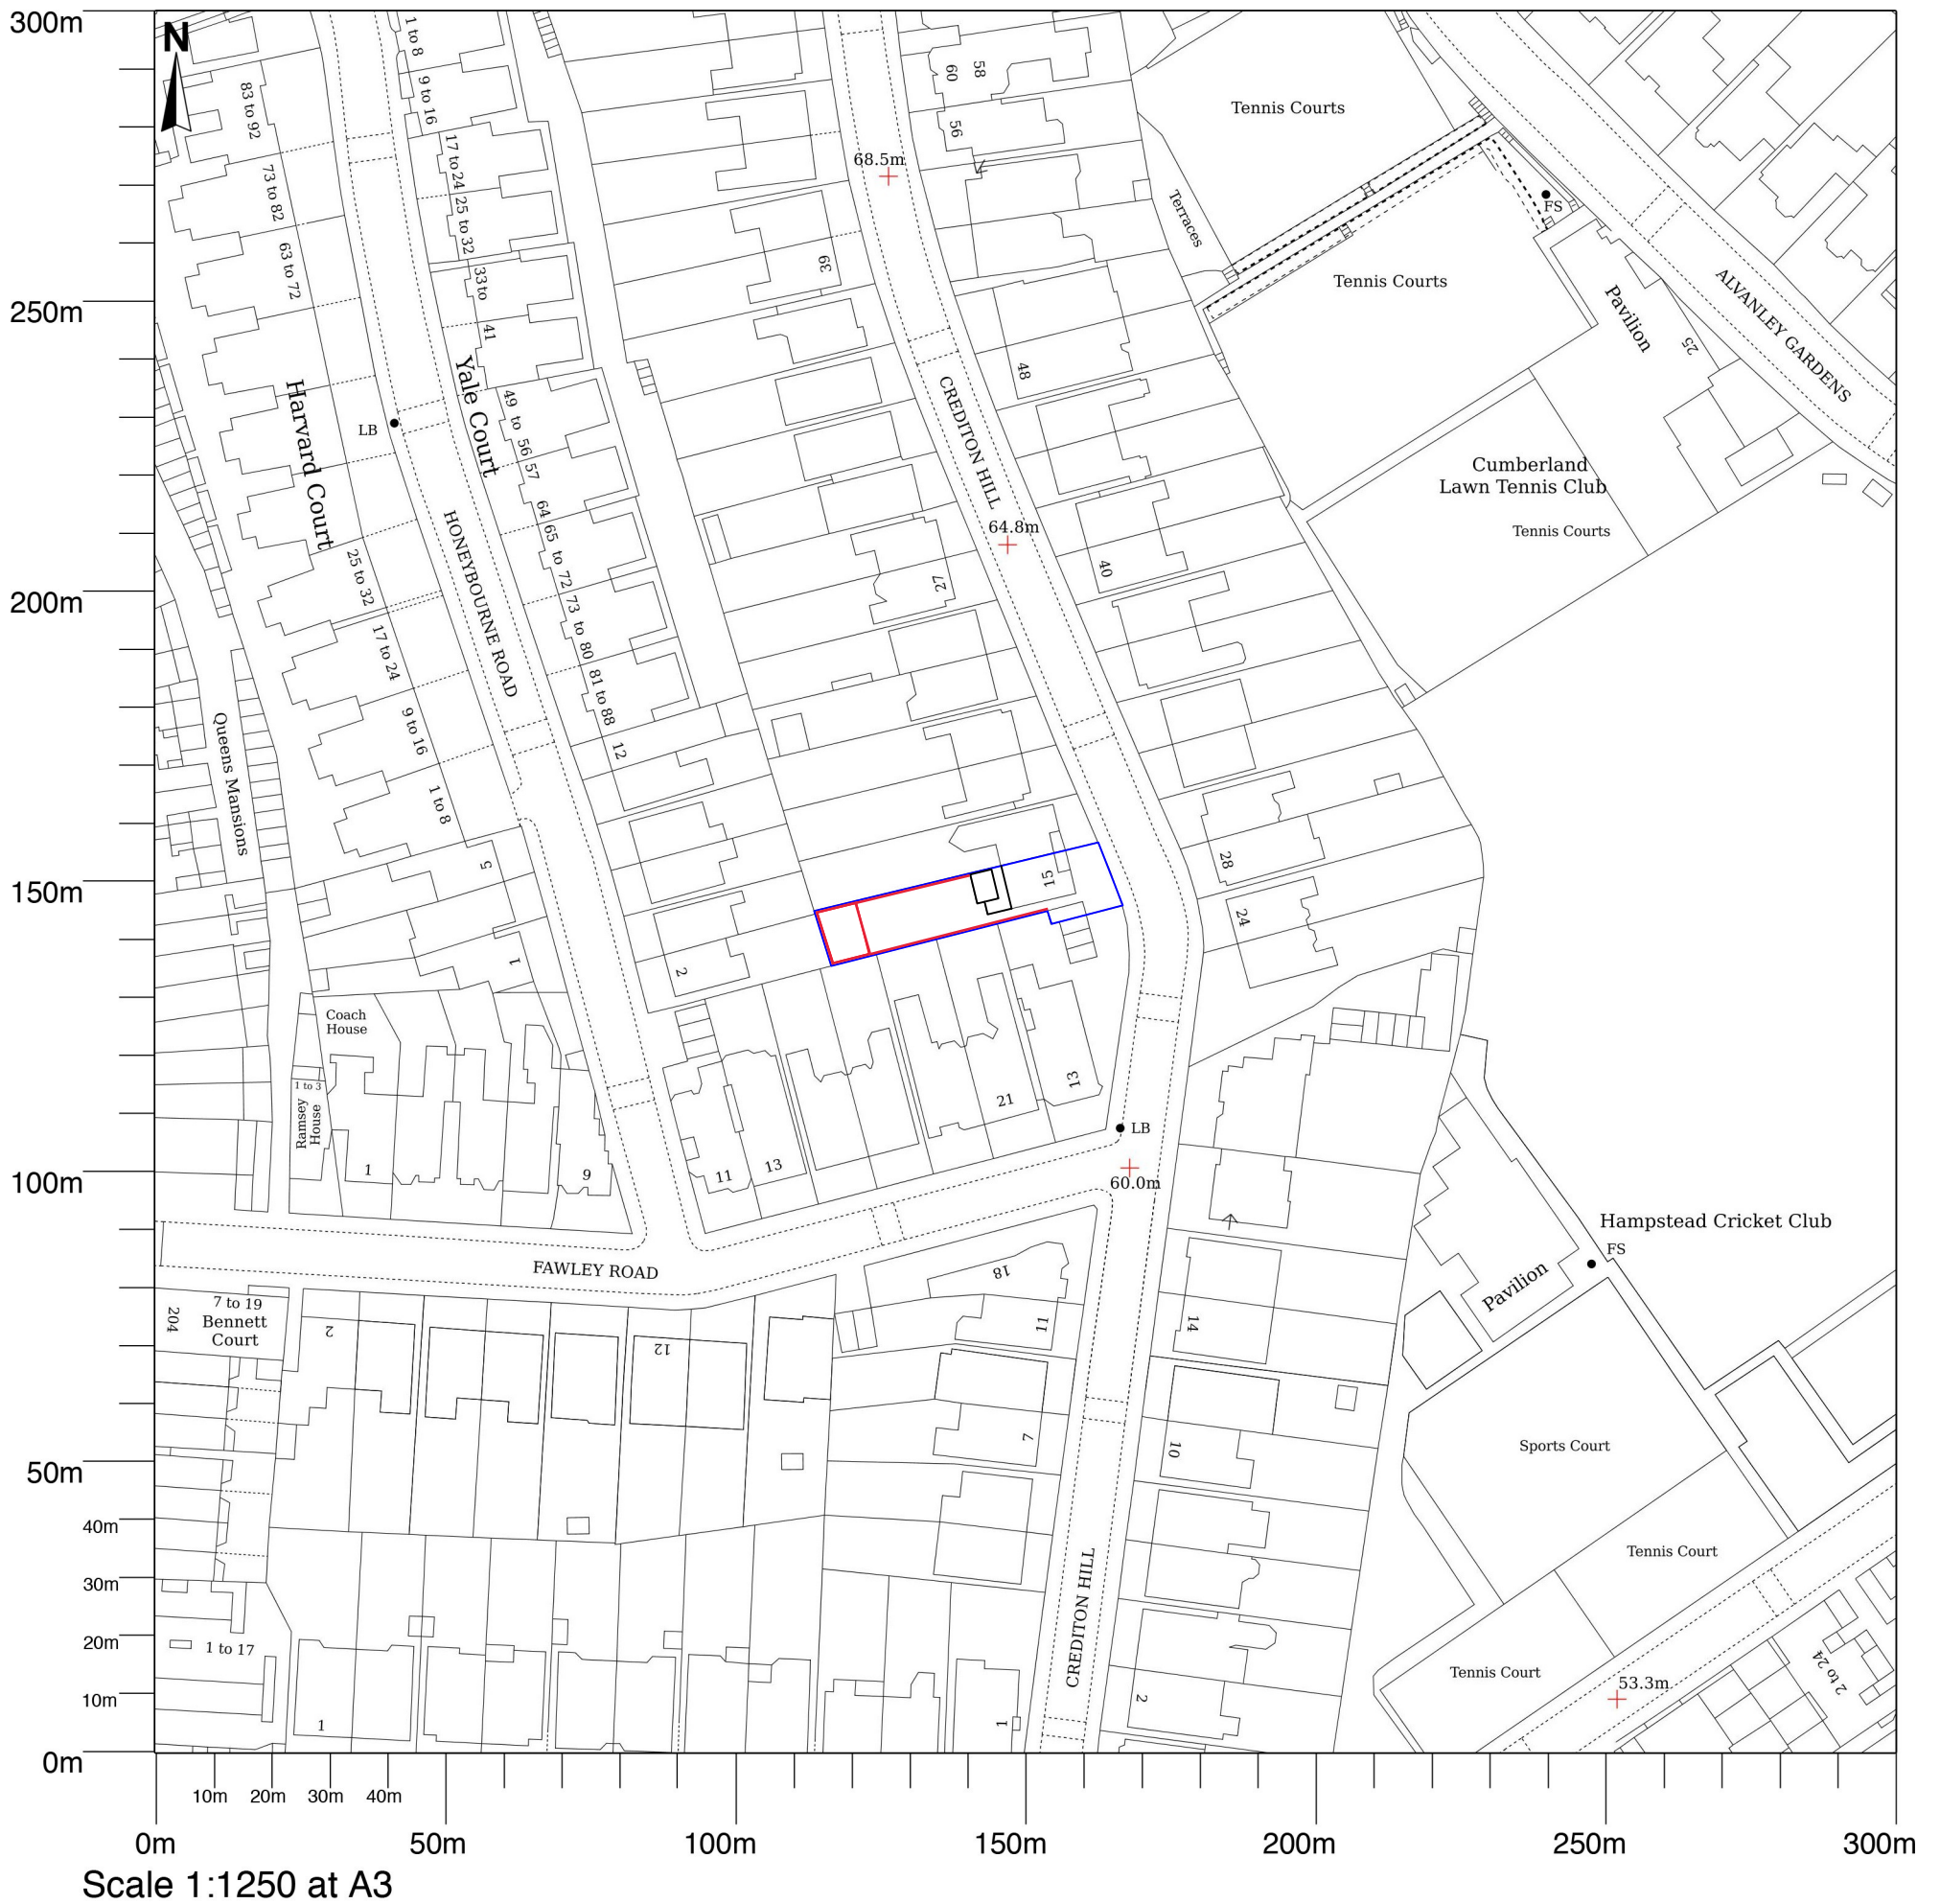 300m
N
1 to 8
83 to 92
9 to 16
60
58
56
Tennis Courts
17 to 24
25 to 32
73 to 82
68.5m
Terraces
FS
63 to 72
33 to
39
Tennis Courts
250m
41
Pavilion
25
ALVANLEY GARDENS
Harvard Court
Yale Court
48
CREDITON HILL
LB
49 to 56
57
64
Cumberland
Lawn Tennis Club
Tennis Courts
HONEYBOURNE ROAD
65 to 72
64.8m
40
27
25 to 32
200m
73 to 80
17 to 24
81 to 88
9 to 16
12
Queens Mansions
1 to 8
5
28
15
150m
24
1
2
Coach
House
1 to 3
Ramsey
House
13
21
LB
1
9
11
13
100m
60.0m
Hampstead Cricket Club
FS
FAWLEY ROAD
18
Pavilion
204
7 to 19
Bennett
Court
2
12
11
14
7
10
Sports Court
50m
40m
Tennis Court
30m
CREDITON HILL
20m
1 to 17
Tennis Court
2 to 24
53.3m
10m
1
1
2
0m
10m
20m
30m
40m
0m
50m
100m
150m
200m
250m
300m
Scale 1:1250 at A3